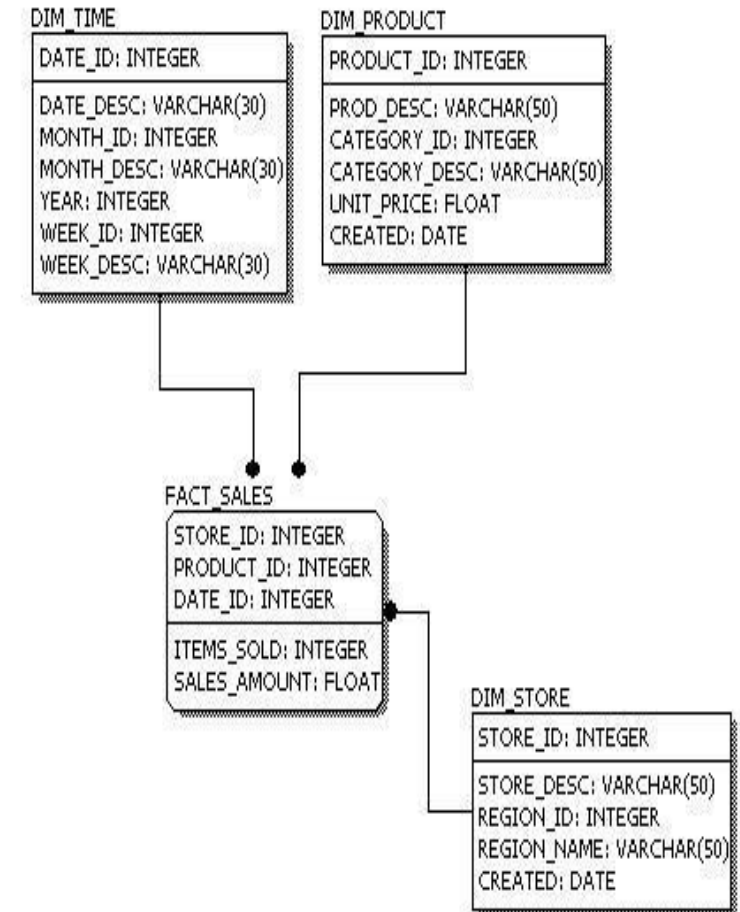 DIM_TIME
DATE_ID: INTEGER
DATE_DESC: VARCHAR(30)
MONTH_ID: INTEGER
MONTH_DESC: VARCHAR(30)
YEAR: INTEGER
WEEK_ID: INTEGER
WEEK_DESC: VARCHAR(30)
DIM_PRODUCT
PRODUCT_ID: INTEGER
PROD_DESC: VARCHAR(50)
CATEGORY_ID: INTEGER
CATEGORY_DESC: VARCHAR(50)
UNIT_PRICE: FLOAT
CREATED: DATE
FACT_SALES
STORE_ID: INTEGER
PRODUCT_ID: INTEGER
DATE_ID: INTEGER
ITEMS_SOLD: INTEGER
SALES_AMOUNT: FLOAT
DIM_STORE
STORE_ID: INTEGER
STORE_DESC: VARCHAR(50)
REGION_ID: INTEGER
REGION_NAME: VARCHAR(50)
CREATED: DATE